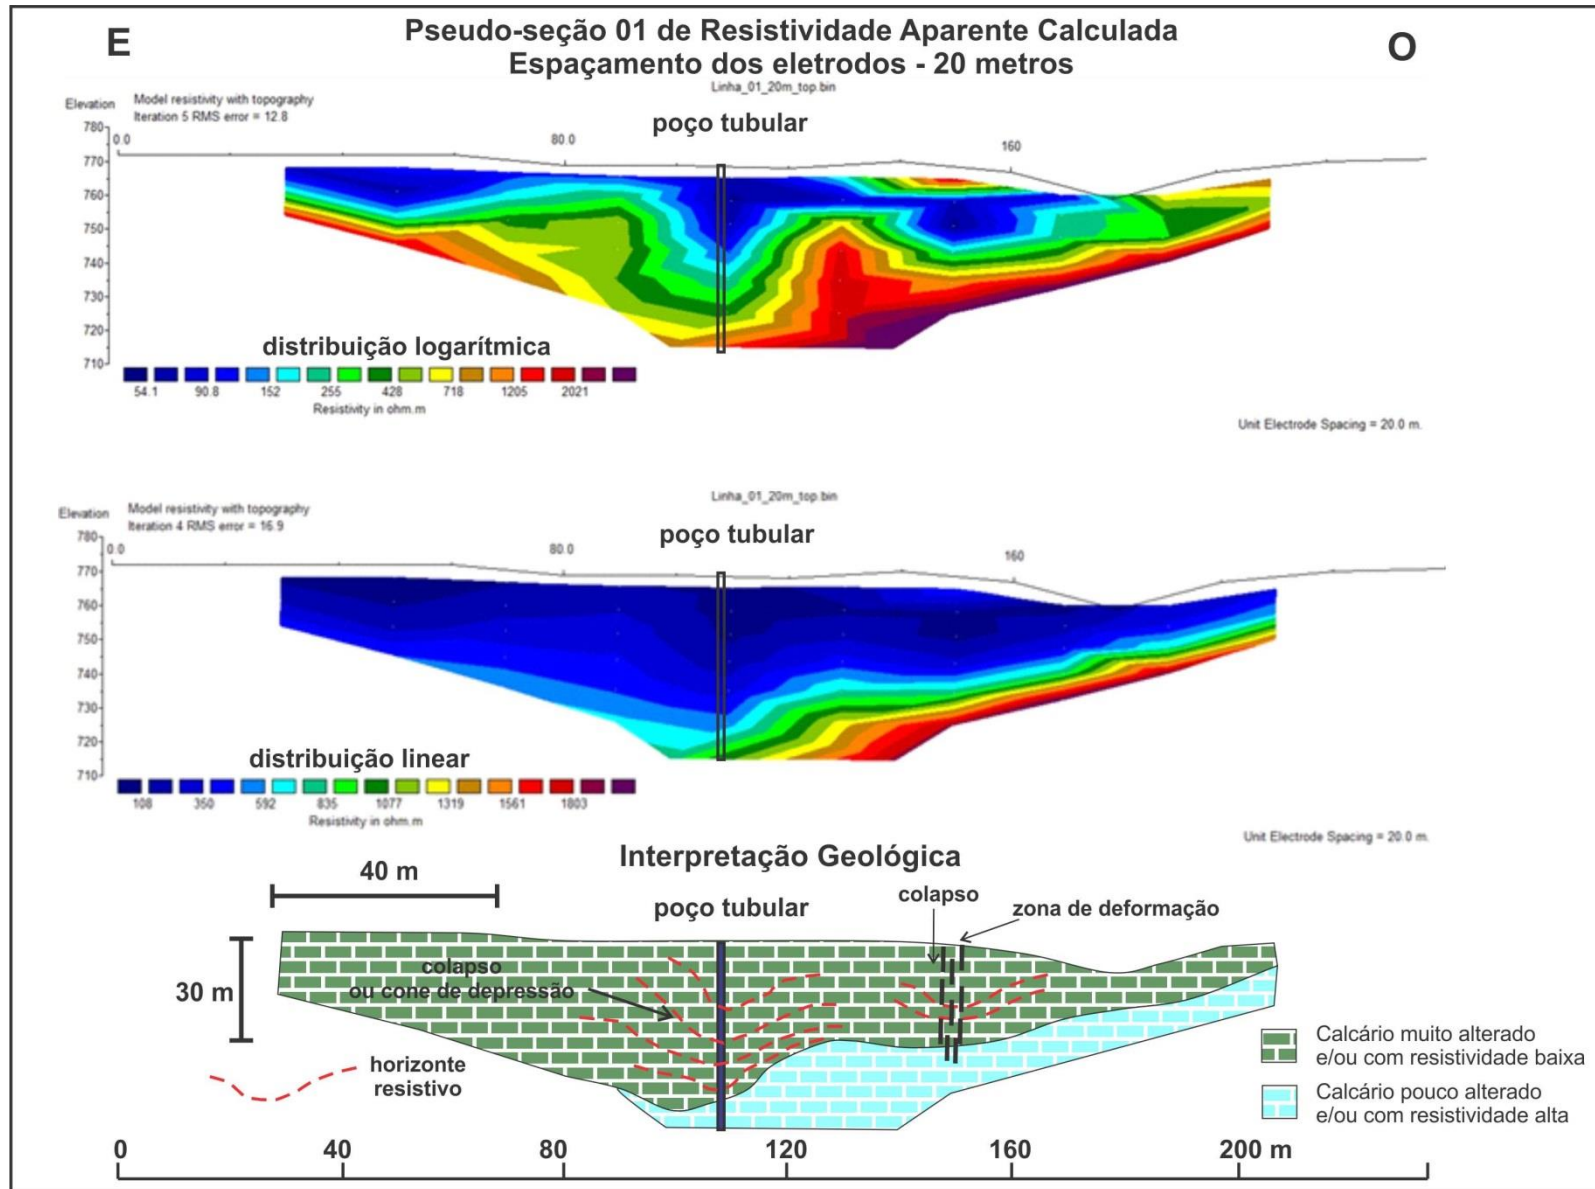 E
Pseudo-seção 01 de Resistividade Aparente Calculada
O
Espaçamento dos eletrodos - 20 metros
Linha_01_20m_top.bin
Elevation
Model resistivity with topography
Iteration 5 RMS error = 12.8
poço tubular
780
0.0
80.0
160
770
760
750
740
730
720
710
distribuição logarítmica
54.1 90.8 152 255 428 718 1205 2021
Resistivity in ohm.m
Unit Electrode Spacing = 20.0 m.
Linha_01_20m_top.bin
Elevation
Model resistivity with topography
Iteration 4 RMS error = 16.9
poço tubular
780
0.0
80.0
160
770
760
750
740
730
720
710
distribuição linear
108 350 592 835 1077 1319 1561 1803
Resistivity in ohm.m
Unit Electrode Spacing = 20.0 m.
Interpretação Geológica
40 m
poço tubular
colapso
zona de deformação
30 m
colapso
ou cone de depressão
horizonte
resistivo
Calcário muito alterado
e/ou com resistividade baixa
Calcário pouco alterado
e/ou com resistividade alta
0 40 80 120 160 200 m